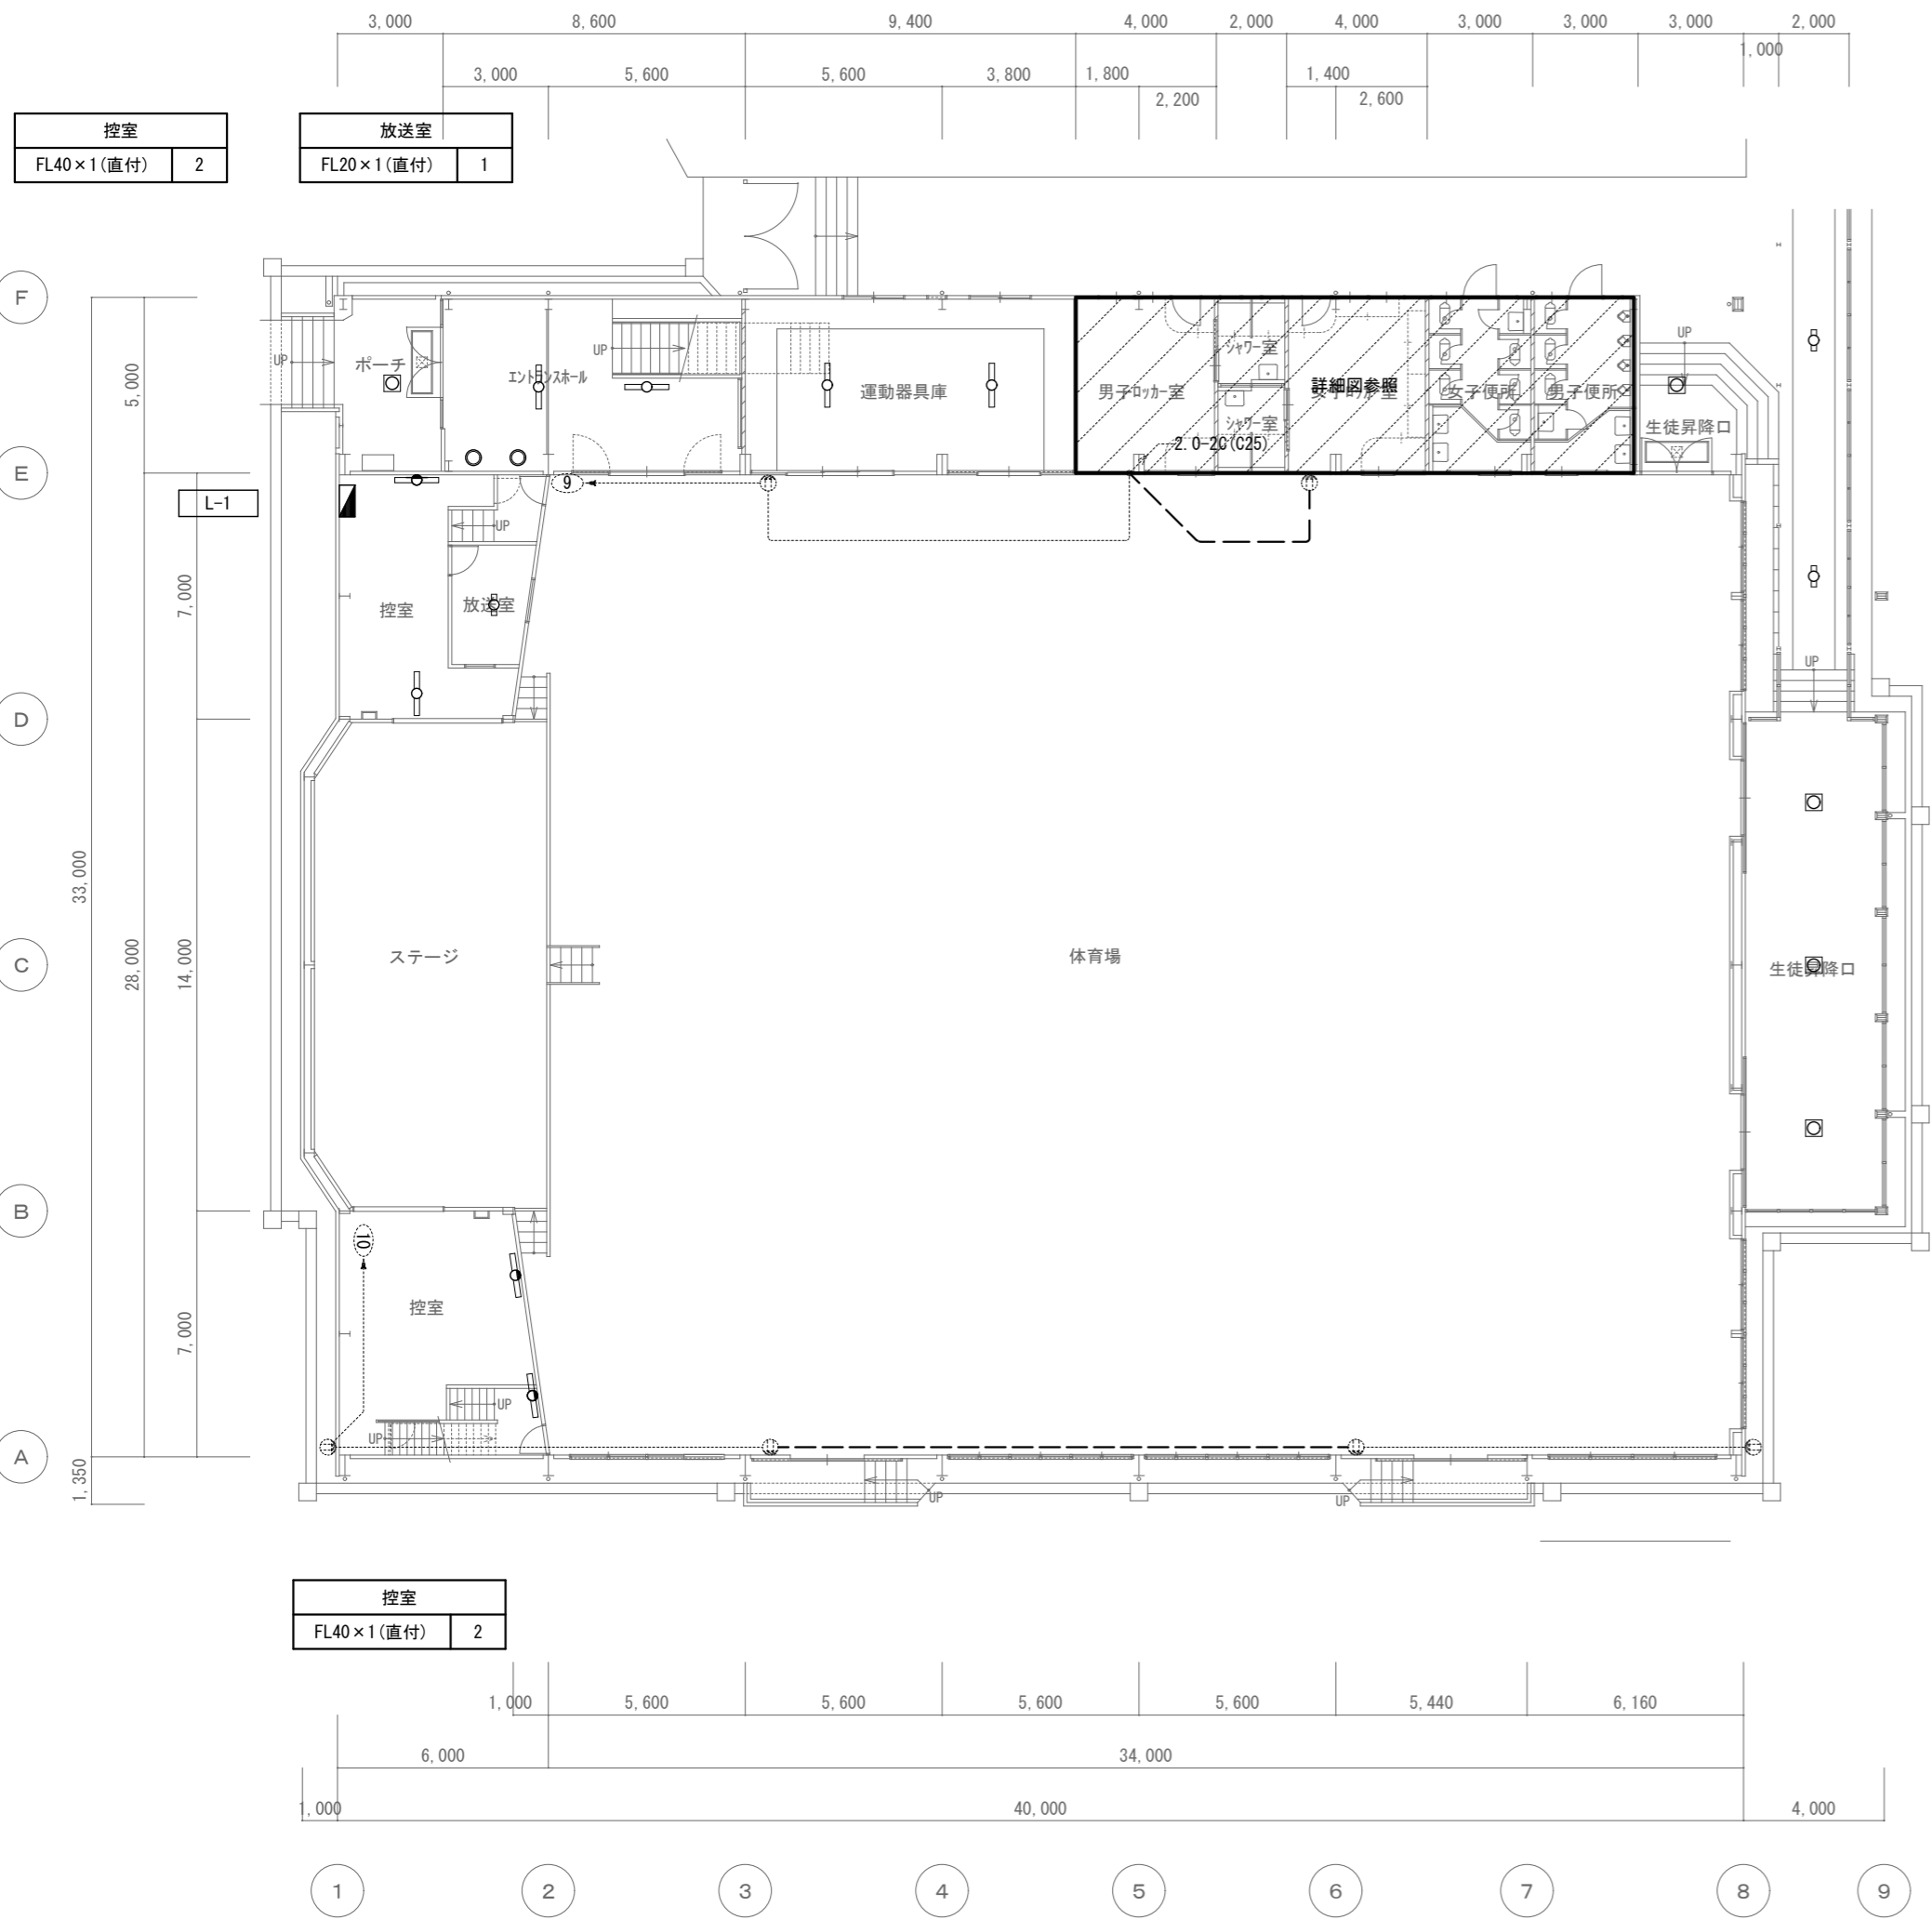 3,000 8,600 9,400 4,000 2,000 4,000 3,000 3,000 3,000 2,000
1,000
3,000 5,600 5,600 3,800 1,800 1,400
2,200 2,600
控室
FL40×1(直付) 2
放送室
FL20×1(直付) 1
F
E
D
C
B
A
5,000
7,000
14,000
7,000
28,000
33,000
1,350
UP
ポーチ
エントランスホール
UP
運動器具庫
男子ロッカー室
シャワー室
シャワー室
詳細図参照
女子便所
男子便所
UP
生徒昇降口
2.0-2C(C25)
L-1
9
UP
控室
放送室
UP
ステージ
体育場
生徒昇降口
10
控室
UP
UP
UP
UP
控室
FL40×1(直付) 2
1,000 5,600 5,600 5,600 5,600 5,440 6,160
6,000 34,000
1,000 40,000 4,000
1 2 3 4 5 6 7 8 9